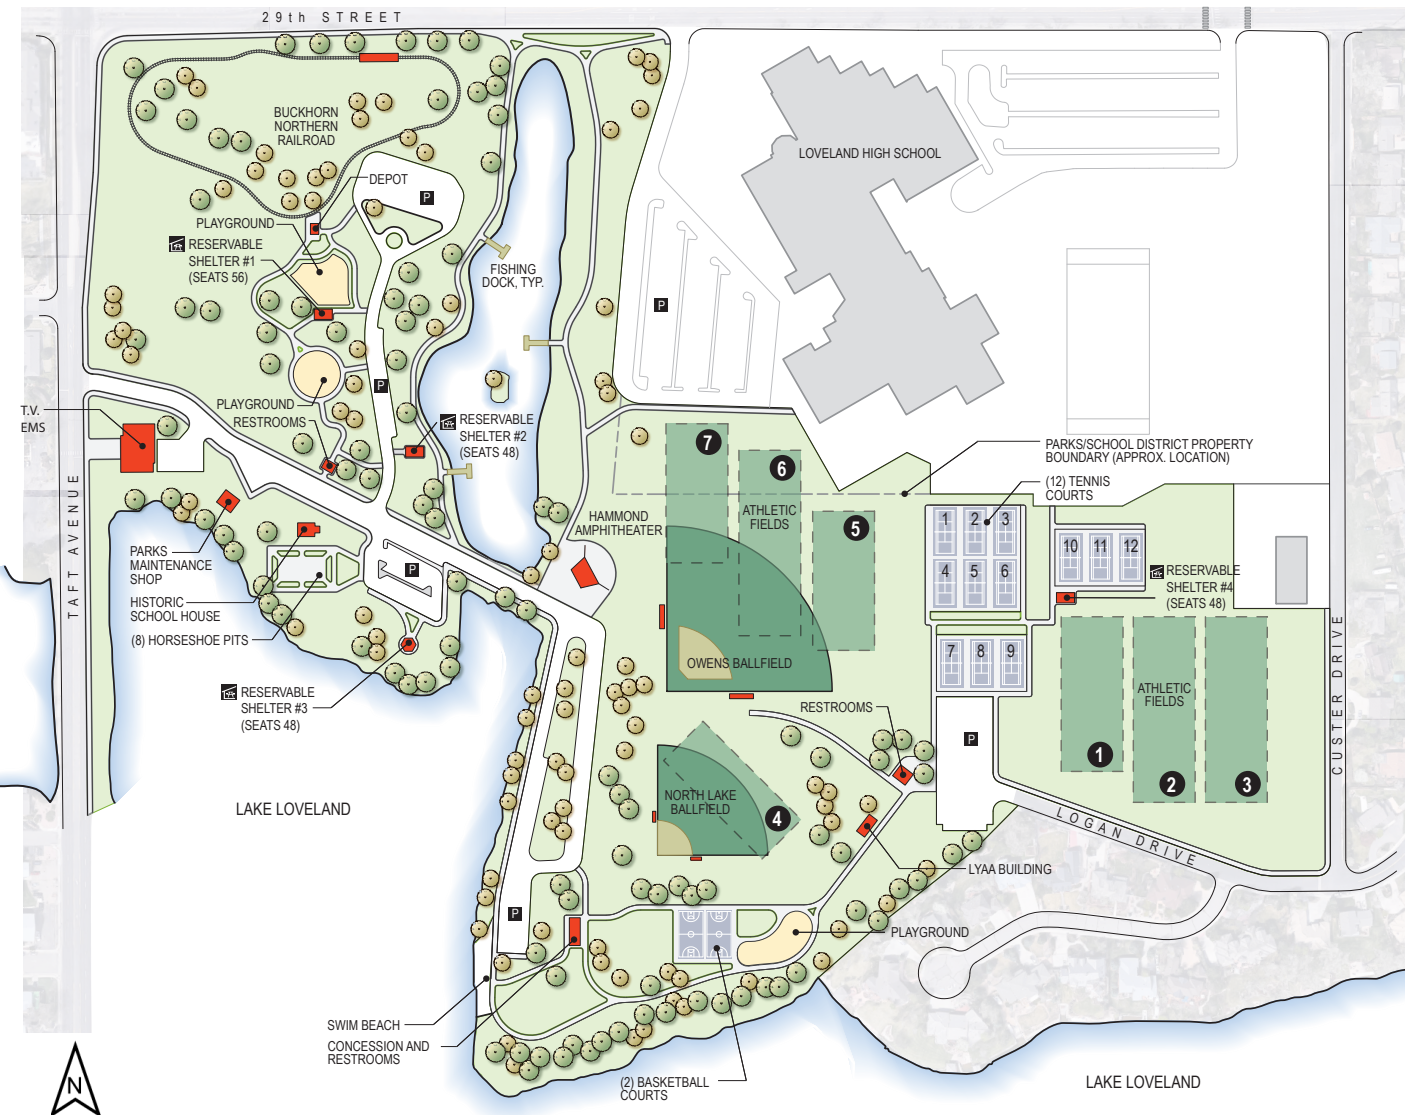 29th STREET
BUCKHORN
NORTHERN
RAILROAD
LOVELAND HIGH SCHOOL
DEPOT
P
PLAYGROUND
RESERVABLE
SHELTER #1
(SEATS 56)
FISHING
DOCK, TYP.
P
P
PLAYGROUND
RESTROOMS
T.V.
EMS
RESERVABLE
SHELTER #2
(SEATS 48)
7
6
5
ATHLETIC
FIELDS
PARKS/SCHOOL DISTRICT PROPERTY
BOUNDARY (APPROX. LOCATION)
(12) TENNIS
COURTS
1 2 3
4 5 6
10 11 12
7 8 9
TAFT AVENUE
HAMMOND
AMPHITHEATER
PARKS
MAINTENANCE
SHOP
P
HISTORIC
SCHOOL HOUSE
(8) HORSESHOE PITS
RESERVABLE
SHELTER #4
(SEATS 48)
RESERVABLE
SHELTER #3
(SEATS 48)
OWENS BALLFIELD
RESTROOMS
P
ATHLETIC
FIELDS
1
2
3
CUSTER DRIVE
LAKE LOVELAND
NORTH LAKE
BALLFIELD
4
LOGAN DRIVE
LYAA BUILDING
P
PLAYGROUND
SWIM BEACH
CONCESSION AND
RESTROOMS
(2) BASKETBALL
COURTS
LAKE LOVELAND
N